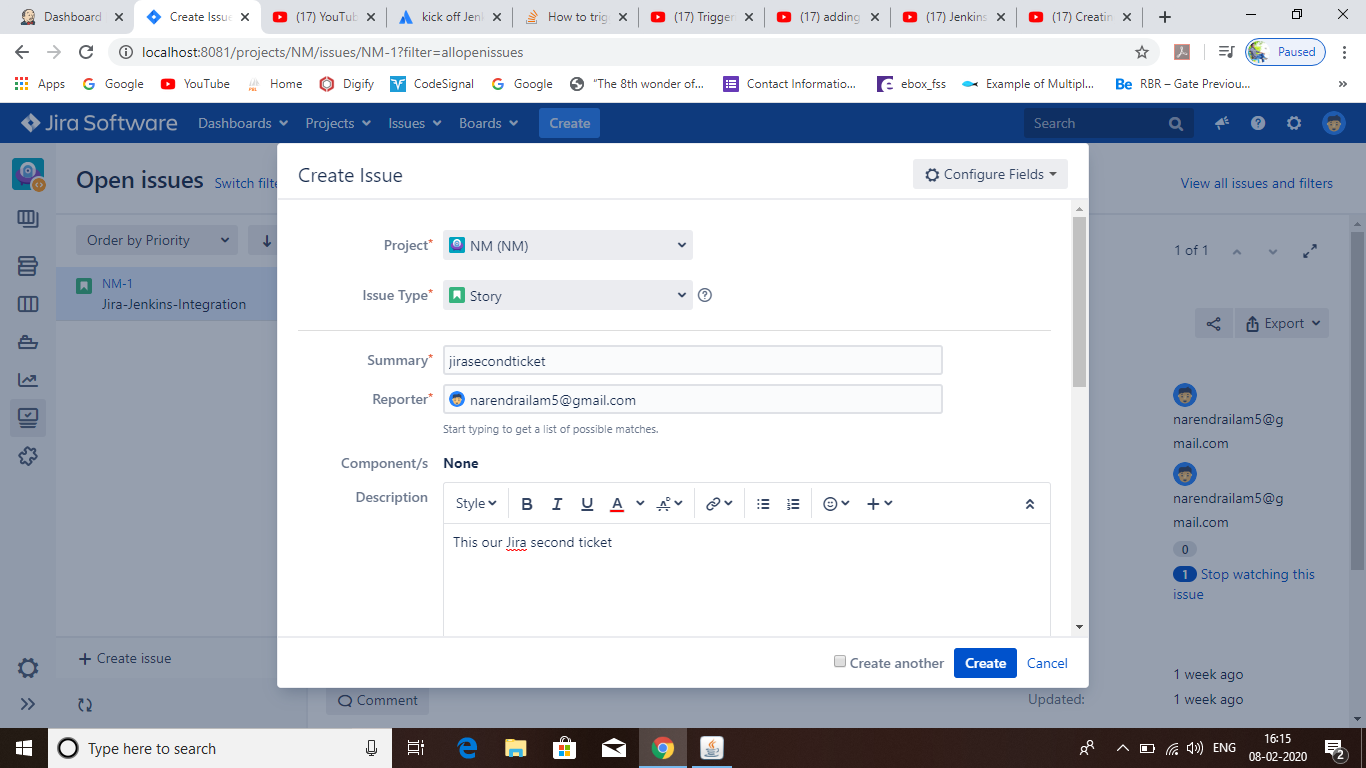 Dashboard
Create Issue
(17) YouTub
kick off Jen
How to trig
(17) Trigger
(17) adding
(17) Jenkins
(17) Creatin
localhost:8081/projects/NM/issues/NM-1?filter=allopenissues
Paused
Apps
Google
YouTube
Home
Digify
CodeSignal
Google
"The 8th wonder of...
Contact Informatio...
ebox_fss
Example of Multipl...
Be RBR – Gate Previou...
»
Jira Software
Dashboards
Projects
Issues
Boards
Create
Search
Open issues
Switch filte
View all issues and filters
Order by Priority
NM-1
Jira-Jenkins-Integration
1 of 1
Export
Create Issue
Configure Fields
Project*
NM (NM)
Issue Type*
Story
Summary*
jirasecondticket
Reporter*
narendrailam5@gmail.com
Start typing to get a list of possible matches.
Component/s
None
Description
Style
B I U A
This our Jira second ticket
Create another
Create
Cancel
narendrailam5@g
mail.com
narendrailam5@g
mail.com
0
1 Stop watching this
issue
+ Create issue
Comment
1 week ago
Updated:
1 week ago
Type here to search
ENG
16:15
08-02-2020
2